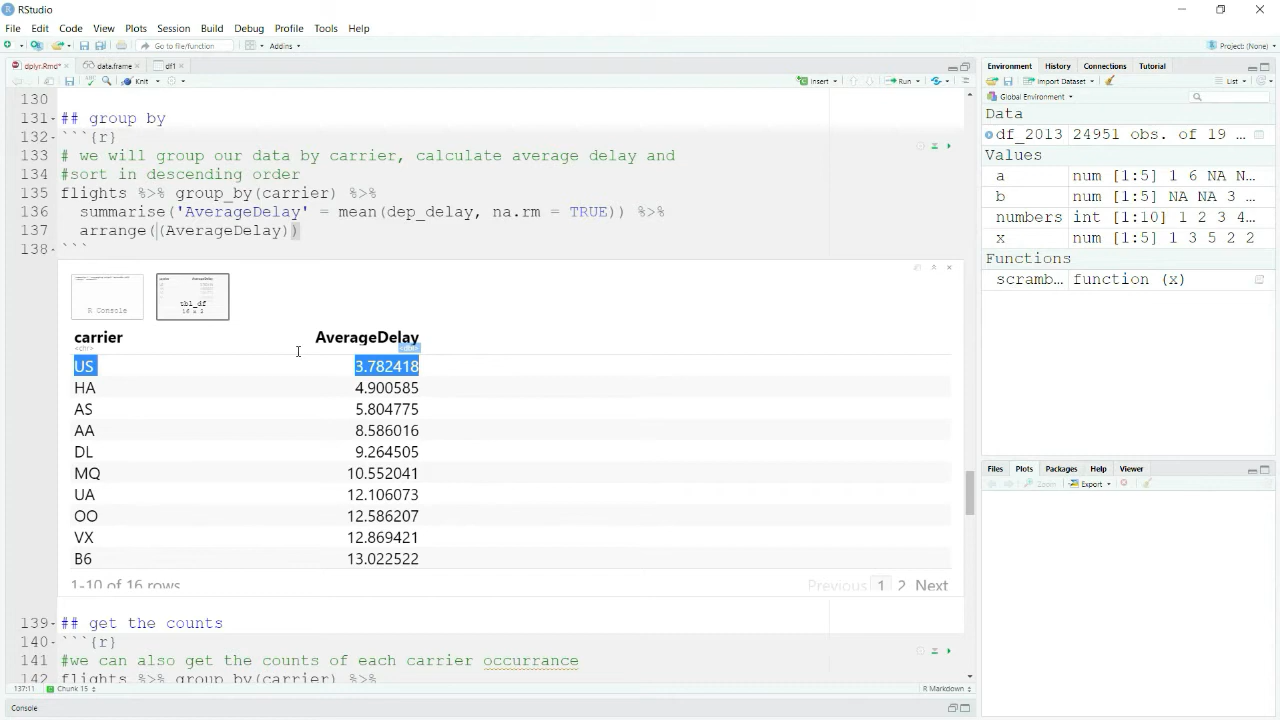 RStudio
File Edit Code View Plots Session Build Debug Profile Tools Help
Go to file/function Addins Project: (None)
dplyr.Rmd* data.frame df1
Knit Insert Run
130
131 ## group by
132 ```{r}
133 # we will group our data by carrier, calculate average delay and
134 #sort in descending order
135 flights %>% group_by(carrier) %>%
136 summarise('AverageDelay' = mean(dep_delay, na.rm = TRUE)) %>%
137 arrange((AverageDelay))
138 ```
R Console
tbl_df
16 x 2
carrier AverageDelay
<chr> <dbl>
US 3.782418
HA 4.900585
AS 5.804775
AA 8.586016
DL 9.264505
MQ 10.552041
UA 12.106073
OO 12.586207
VX 12.869421
B6 13.022522
1-10 of 16 rows Previous 1 2 Next
139 ## get the counts
140 ```{r}
141 #we can also get the counts of each carrier occurrance
142 flights %>% group_by(carrier) %>%
137:11 Chunk 15 R Markdown
Console
Environment History Connections Tutorial
Import Dataset List
Global Environment
Data
df_2013 24951 obs. of 19 ...
Values
a num [1:5] 1 6 NA N...
b num [1:5] NA NA 3 ...
numbers int [1:10] 1 2 3 4...
x num [1:5] 1 3 5 2 2
Functions
scramb... function (x)
Files Plots Packages Help Viewer
Zoom Export